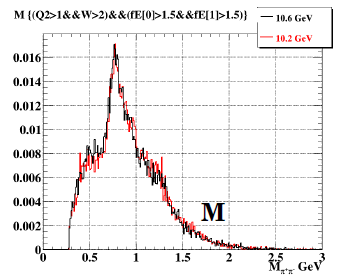 M {(Q2>1&&W>2)&&(fE[0]>1.5&&fE[1]>1.5)}
10.6 GeV
10.2 GeV
0.016
0.014
0.012
0.01
0.008
0.006
0.004
0.002
0
M
0 0.5 1 1.5 2 2.5 3
M π⁺π⁻ GeV